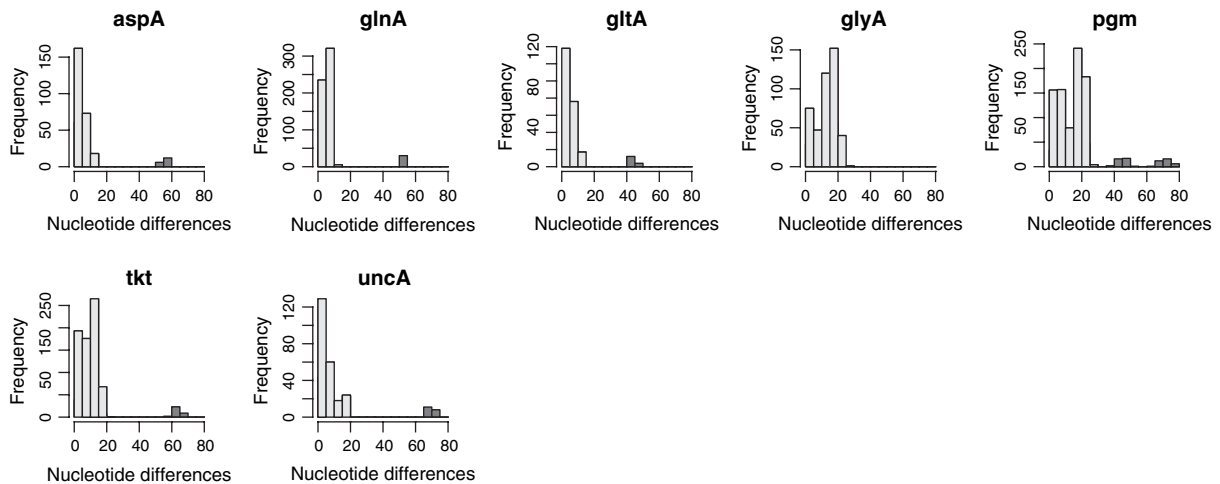 aspA
glnA
gltA
glyA
pgm
Frequency
0 50 100 150
0 20 40 60 80
Nucleotide differences
Frequency
0 100 200 300
0 20 40 60 80
Nucleotide differences
Frequency
0 40 80 120
0 20 40 60 80
Nucleotide differences
Frequency
0 50 100 150
0 20 40 60 80
Nucleotide differences
Frequency
0 50 150 250
0 20 40 60 80
Nucleotide differences
tkt
uncA
Frequency
0 50 150 250
0 20 40 60 80
Nucleotide differences
Frequency
0 40 80 120
0 20 40 60 80
Nucleotide differences